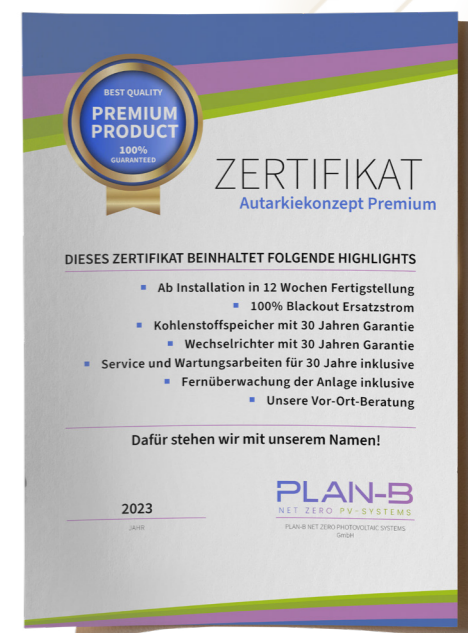 BEST QUALITY
PREMIUM
PRODUCT
100%
GUARANTEED
ZERTIFIKAT
Autarkiekonzept Premium
DIESES ZERTIFIKAT BEINHALTET FOLGENDE HIGHLIGHTS
▪ Ab Installation in 12 Wochen Fertigstellung
▪ 100% Blackout Ersatzstrom
▪ Kohlenstoffspeicher mit 30 Jahren Garantie
▪ Wechselrichter mit 30 Jahren Garantie
▪ Service und Wartungsarbeiten für 30 Jahre inklusive
▪ Fernüberwachung der Anlage inklusive
▪ Unsere Vor-Ort-Beratung
Dafür stehen wir mit unserem Namen!
2023
JAHR
PLAN-B
NET ZERO PV-SYSTEMS
PLAN-B NET ZERO PHOTOVOLTAIC SYSTEMS
GmbH